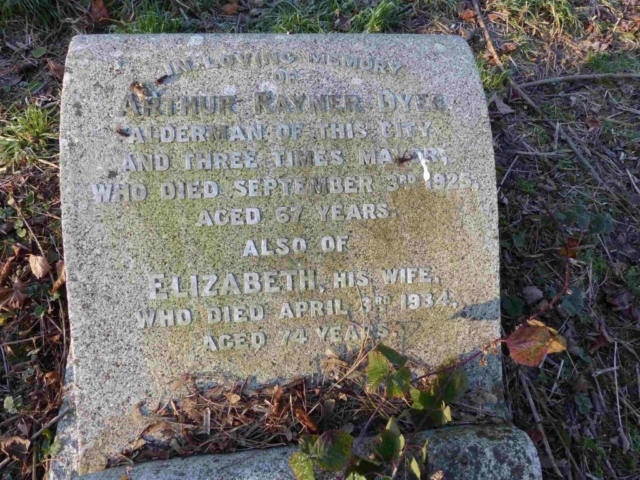 IN LOVING MEMORY
OF
ARTHUR RAYNER DYER,
ALDERMAN OF THIS CITY,
AND THREE TIMES MAYOR,
WHO DIED SEPTEMBER 3RD 1925,
AGED 67 YEARS.
ALSO OF
ELIZABETH, HIS WIFE,
WHO DIED APRIL 3RD 1934,
AGED 74 YEARS.